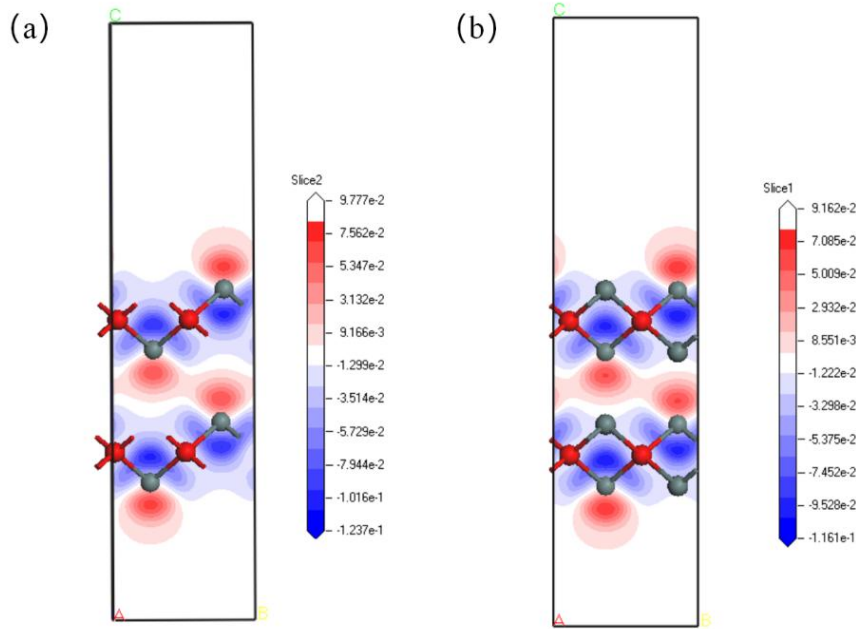 (a)
C
Slice2
9.777e-2
7.562e-2
5.347e-2
3.132e-2
9.166e-3
-1.299e-2
-3.514e-2
-5.729e-2
-7.944e-2
-1.016e-1
-1.237e-1
A
B
(b)
C
Slice1
9.162e-2
7.085e-2
5.009e-2
2.932e-2
8.551e-3
-1.222e-2
-3.298e-2
-5.375e-2
-7.452e-2
-9.528e-2
-1.161e-1
A
B